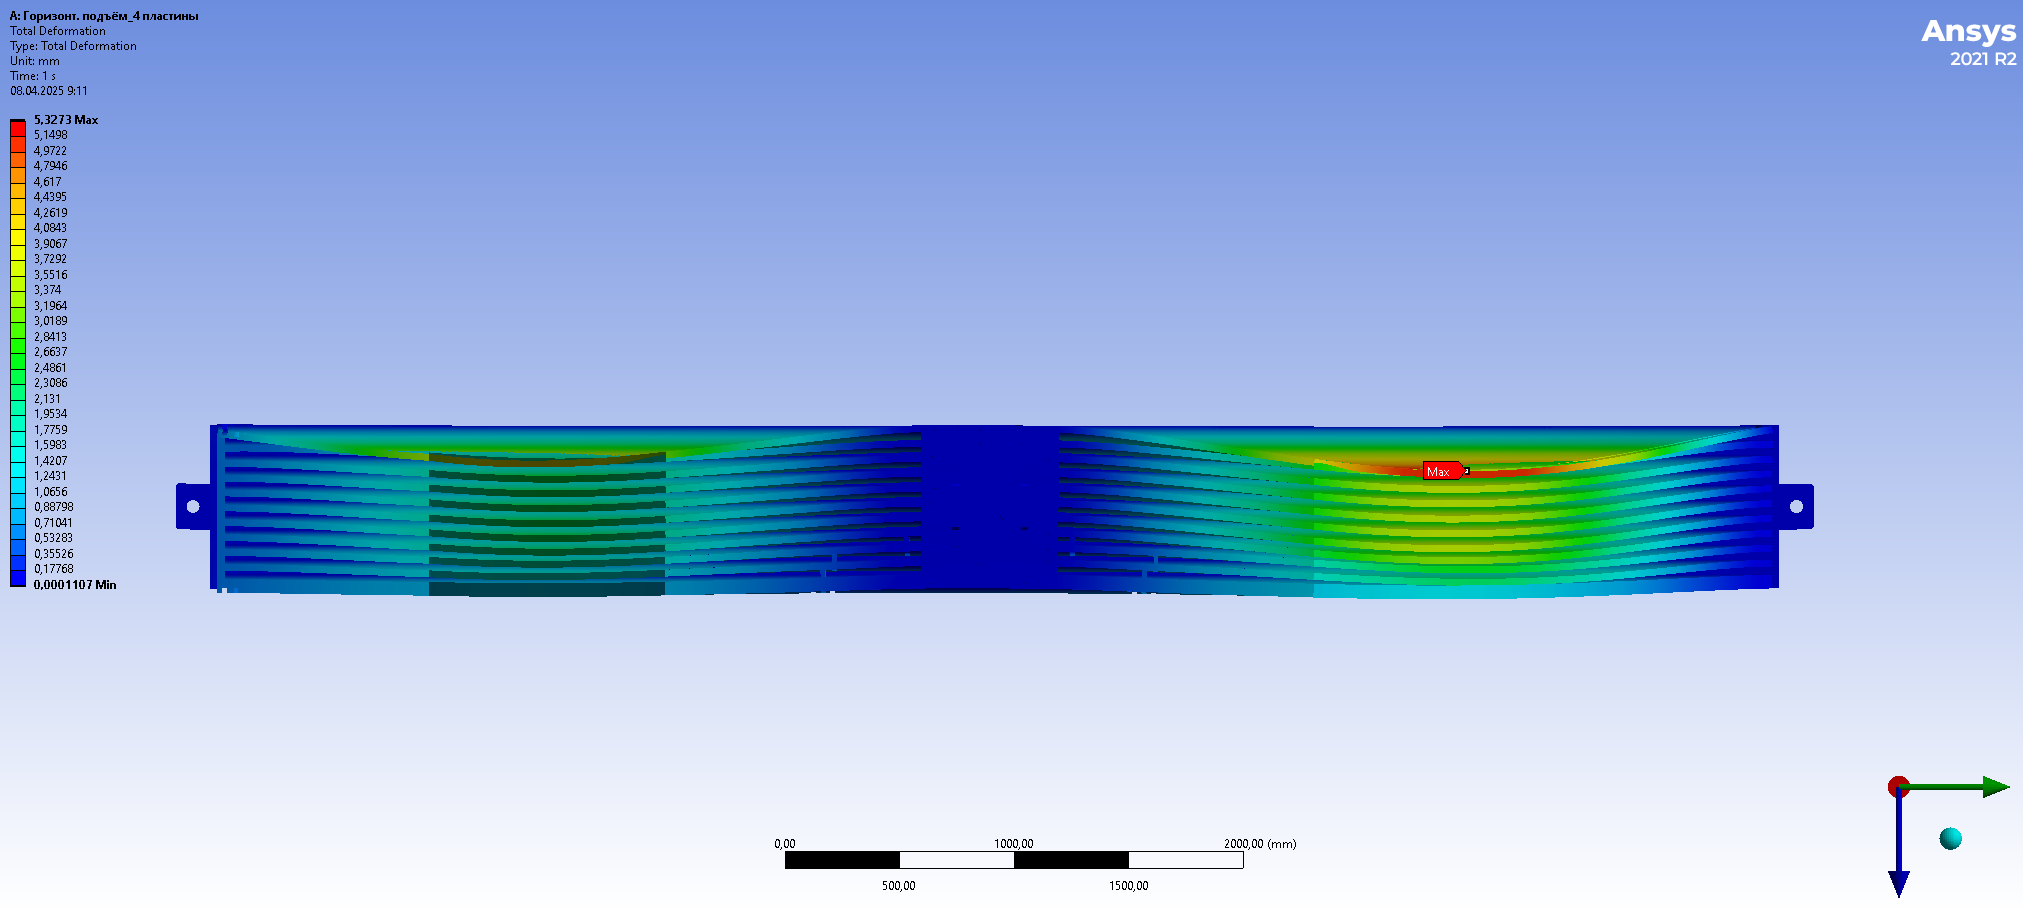 A: Горизонт. подъём_4 пластины
Total Deformation
Type: Total Deformation
Unit: mm
Time: 1 s
08.04.2025 9:11
Ansys
2021 R2
5,3273 Max
5,1498
4,9722
4,7946
4,617
4,4395
4,2619
4,0843
3,9067
3,7292
3,5516
3,374
3,1964
3,0189
2,8413
2,6637
2,4861
2,3086
2,131
1,9534
1,7759
1,5983
1,4207
1,2431
1,0656
0,88798
0,71041
0,53283
0,35526
0,17768
0,0001107 Min
Max
0,00 1000,00 2000,00 (mm)
500,00 1500,00